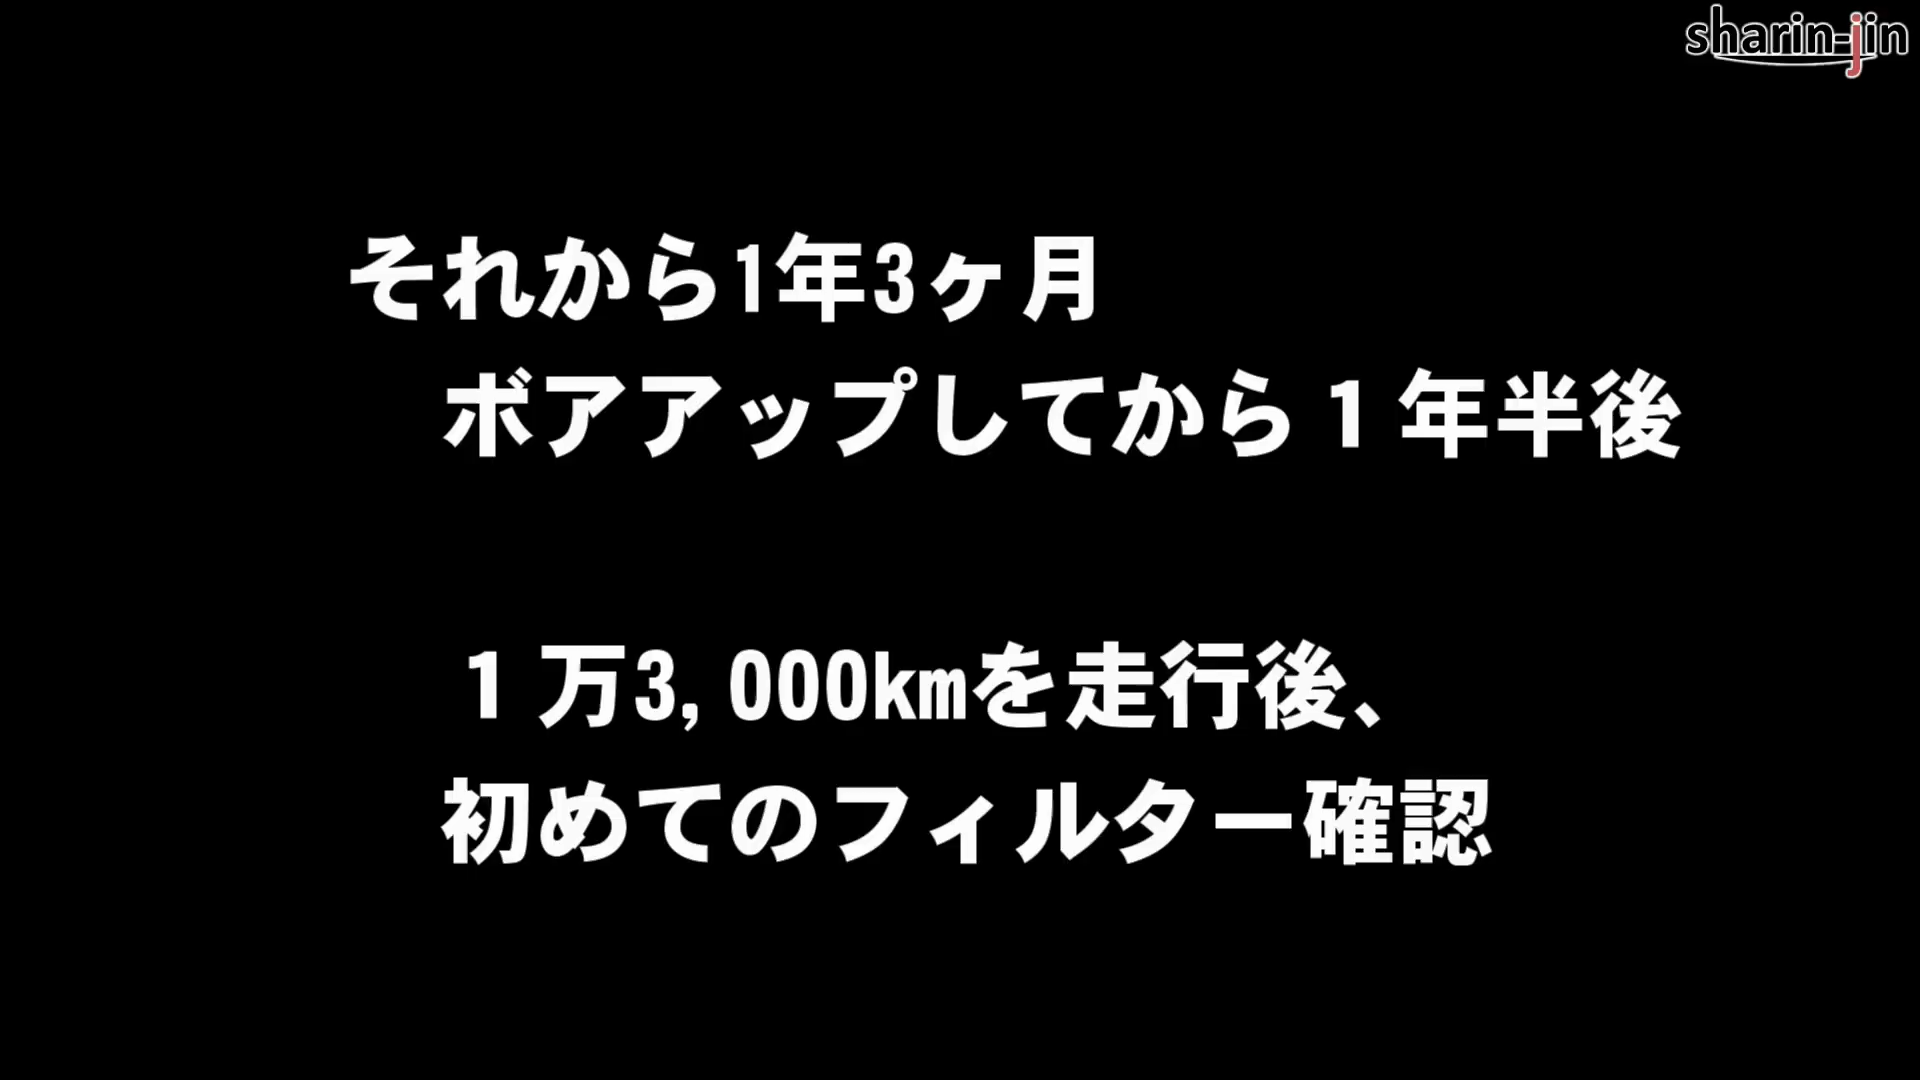 sharin-jin
それから1年3ヶ月
ボアアップしてから１年半後
１万3,000kmを走行後、
初めてのフィルター確認